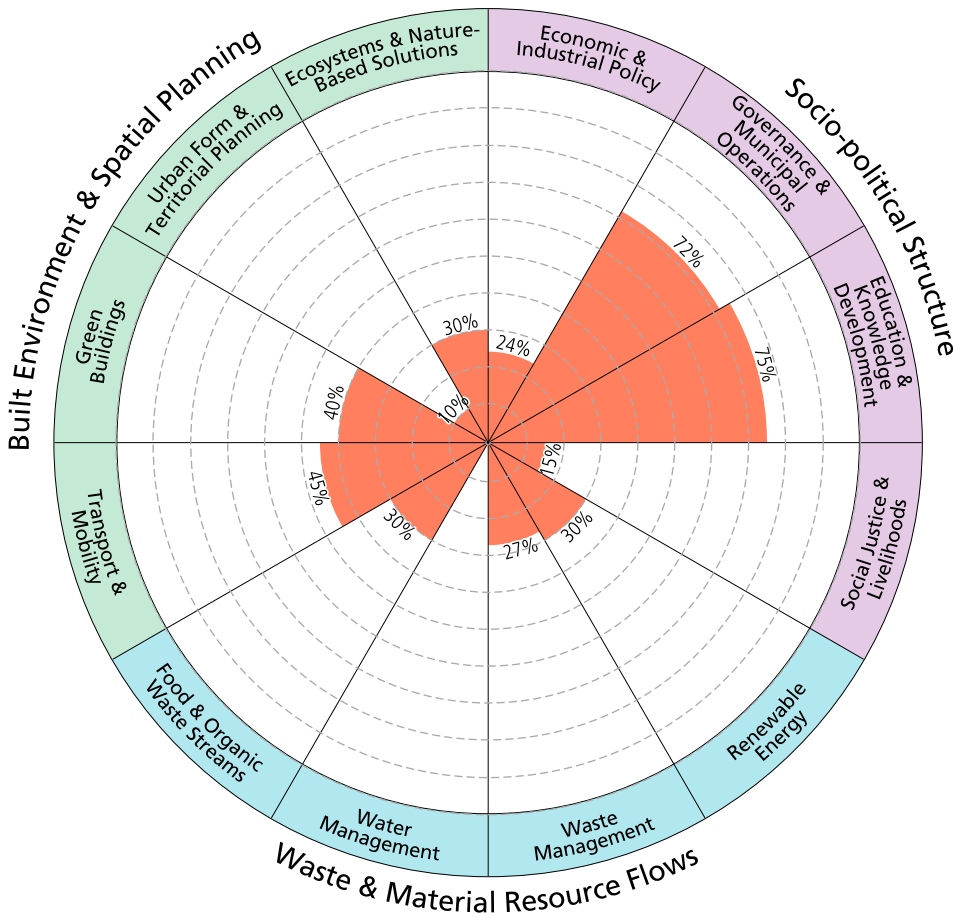 Built Environment & Spatial Planning
Socio-political Structure
Waste & Material Resource Flows
Economic &
Industrial Policy
Governance &
Municipal
Operations
Education &
Knowledge
Development
Social Justice &
Livelihoods
Renewable
Energy
Waste
Management
Water
Management
Food & Organic
Waste Streams
Transport &
Mobility
Green
Buildings
Urban Form &
Territorial Planning
Ecosystems & Nature-
Based Solutions
24%
72%
75%
15%
30%
27%
30%
45%
40%
10%
30%